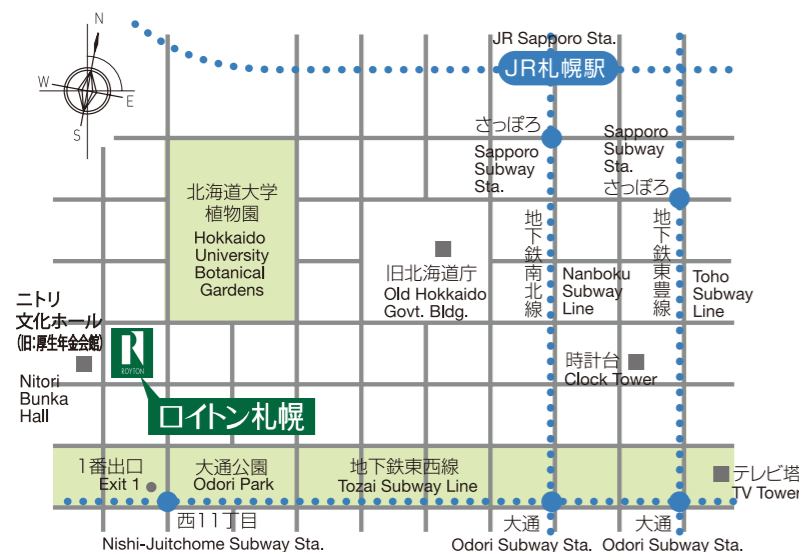 N
W
E
S
JR Sapporo Sta.
JR札幌駅
さっぽろ
Sapporo
Subway
Sta.
Sapporo
Subway
Sta.
さっぽろ
北海道大学
植物園
Hokkaido
University
Botanical
Gardens
旧北海道庁
Old Hokkaido
Govt. Bldg.
地下鉄南北線
Nanboku
Subway
Line
地下鉄東豊線
Toho
Subway
Line
ニトリ
文化ホール
(旧:厚生年金会館)
Nitori
Bunka
Hall
R
ROYTON
ロイトン札幌
時計台
Clock Tower
1番出口
Exit 1
大通公園
Odori Park
地下鉄東西線
Tozai Subway Line
テレビ塔
TV Tower
西11丁目
Nishi-Juitchome Subway Sta.
大通
Odori Subway Sta.
大通
Odori Subway Sta.